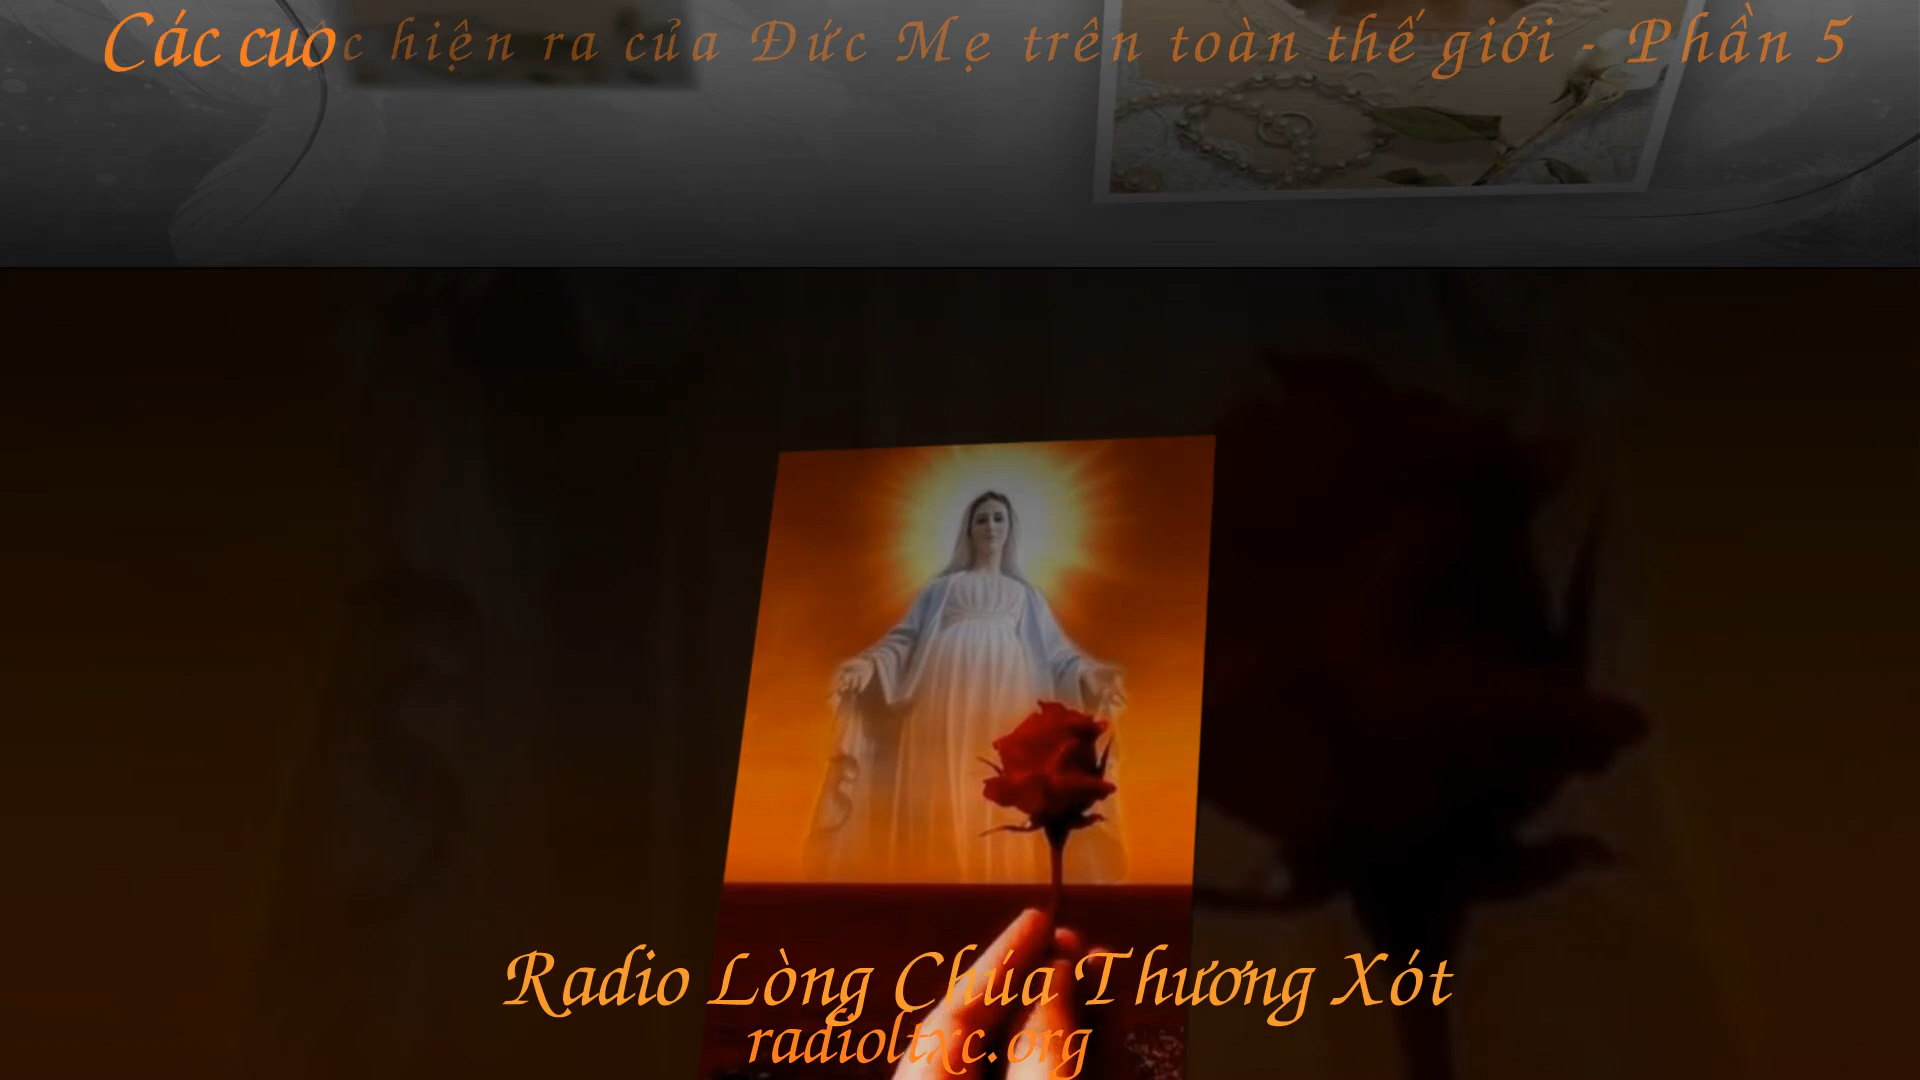 Các cuôc hiện ra của Đức Mẹ trên toàn thế giới - Phần 5
Radio Lòng Chúa Thương Xót
radioltxc.org